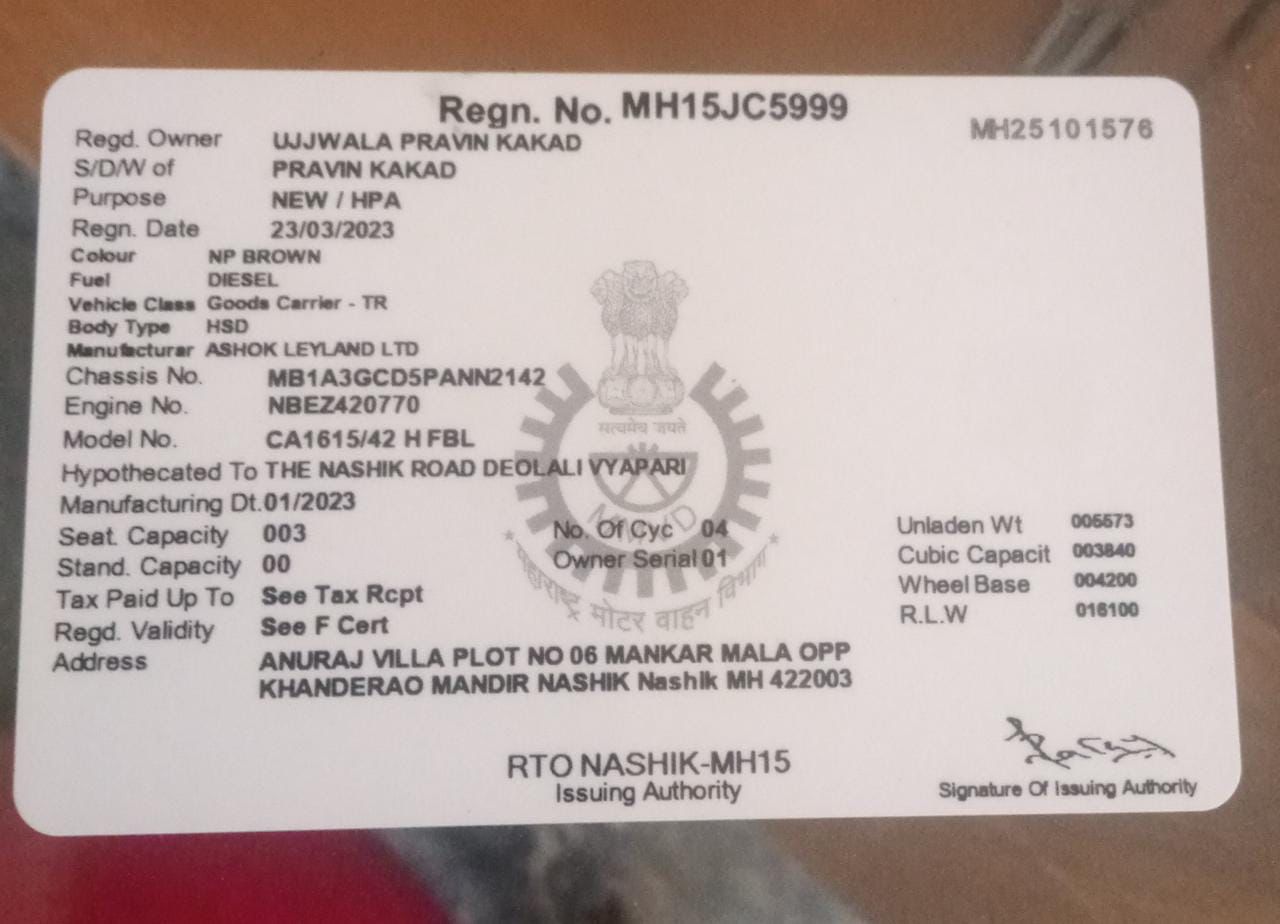 Regn. No. MH15JC5999
MH25101576
Regd. Owner UJJWALA PRAVIN KAKAD
S/D/W of PRAVIN KAKAD
Purpose NEW / HPA
Regn. Date 23/03/2023
Colour NP BROWN
Fuel DIESEL
Vehicle Class Goods Carrier - TR
Body Type HSD
Manufacturar ASHOK LEYLAND LTD
Chassis No. MB1A3GCD5PANN2142
Engine No. NBEZ420770
Model No. CA1615/42 H FBL
Hypothecated To THE NASHIK ROAD DEOLALI VYAPARI
Manufacturing Dt. 01/2023
Seat. Capacity 003 No. Of Cyc 04 Unladen Wt 005573
Stand. Capacity 00 Owner Serial 01 Cubic Capacit 003840
Tax Paid Up To See Tax Rcpt Wheel Base 004200
Regd. Validity See F Cert R.L.W 016100
Address ANURAJ VILLA PLOT NO 06 MANKAR MALA OPP
KHANDERAO MANDIR NASHIK Nashik MH 422003
सत्यमेव जयते
महाराष्ट्र मोटर वाहन विभाग
RTO NASHIK-MH15
Issuing Authority
Signature Of Issuing Authority